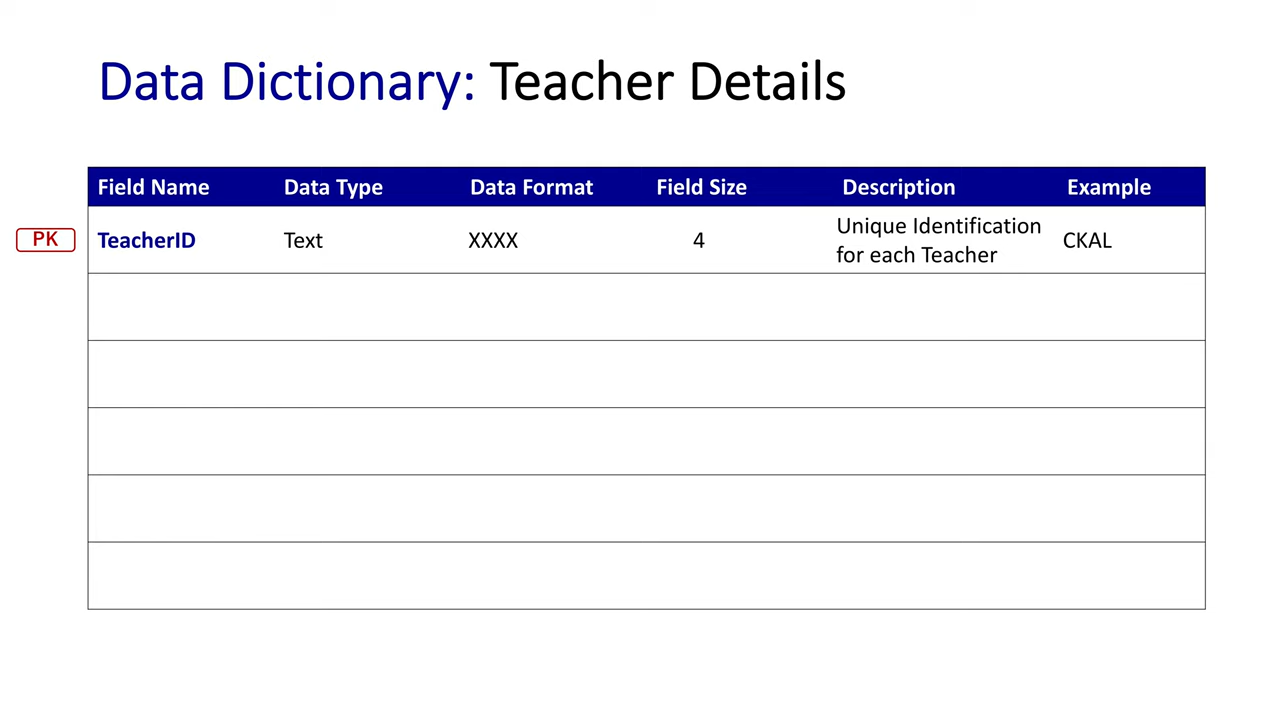 Data Dictionary: Teacher Details
Field Name Data Type Data Format Field Size Description Example
PK TeacherID Text XXXX 4 Unique Identification CKAL
for each Teacher